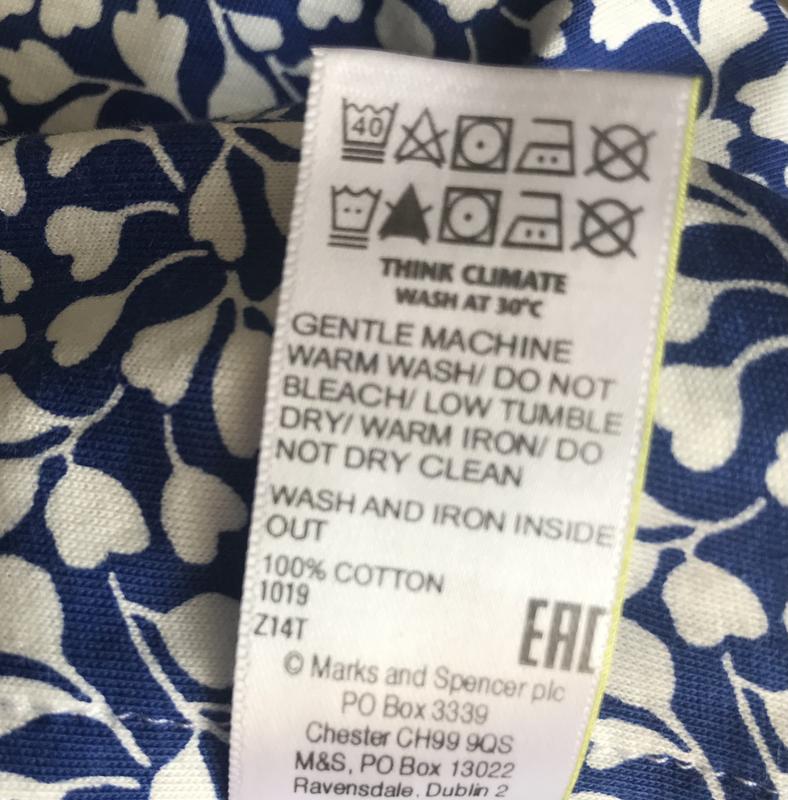 40
THINK CLIMATE
WASH AT 30°C
GENTLE MACHINE
WARM WASH/ DO NOT
BLEACH/ LOW TUMBLE
DRY/ WARM IRON/ DO
NOT DRY CLEAN
WASH AND IRON INSIDE
OUT
100% COTTON
1019
Z14T
EAC
© Marks and Spencer plc
PO Box 3339
Chester CH99 9QS
M&S, PO Box 13022
Ravensdale, Dublin 2